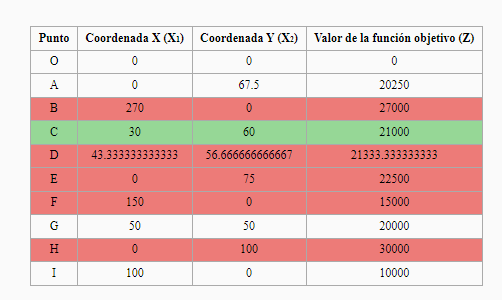 Punto Coordenada X (X₁) Coordenada Y (X₂) Valor de la función objetivo (Z)
O 0 0 0
A 0 67.5 20250
B 270 0 27000
C 30 60 21000
D 43.333333333333 56.666666666667 21333.333333333
E 0 75 22500
F 150 0 15000
G 50 50 20000
H 0 100 30000
I 100 0 10000